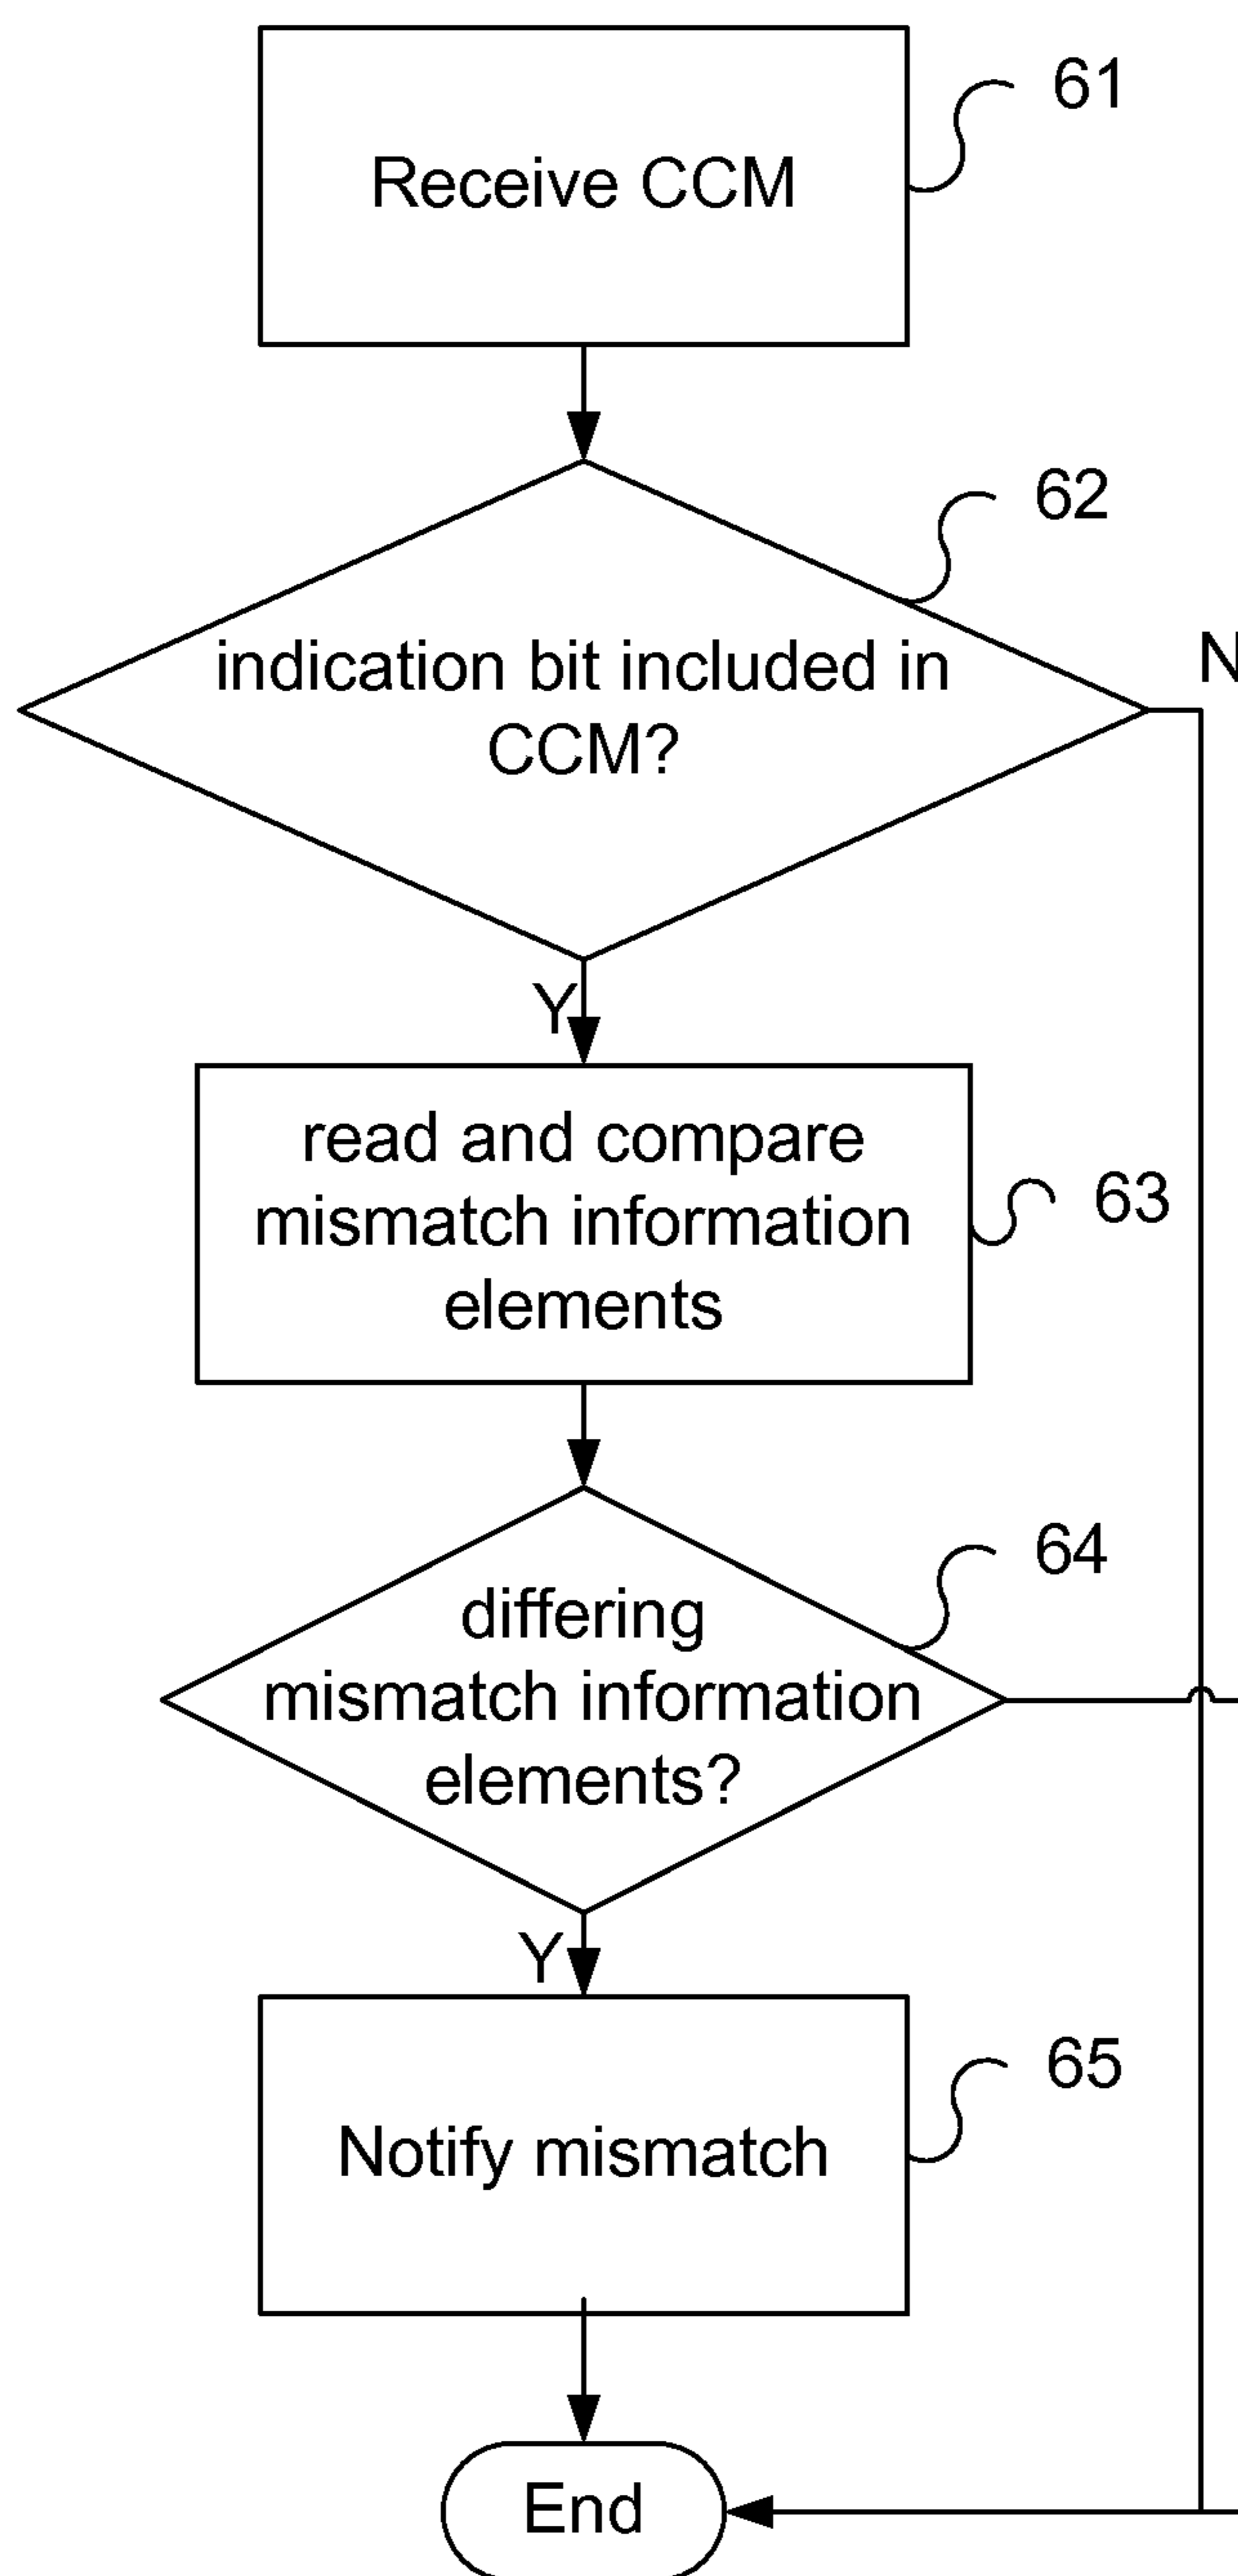 Receive CCM
61
indication bit included in
CCM?
62
N
Y
read and compare
mismatch information
elements
63
differing
mismatch information
elements?
64
Y
Notify mismatch
65
End